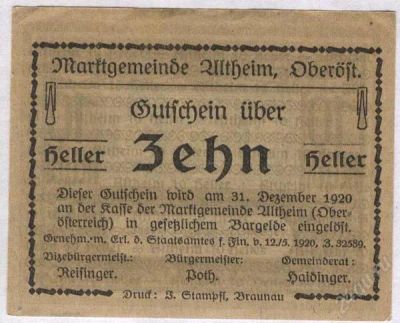 Marktgemeinde Altheim, Oberöst.
Gutschein über
Heller Zehn Heller
Dieser Gutschein wird am 31. Dezember 1920
an der Kasse der Marktgemeinde Altheim (Ober-
österreich) in gesetzlichem Bargelde eingelöst.
Genehm. m. Erl. d. Staatsamtes f. Fin. v. 12./5. 1920, Z. 32589.
Vizebürgermeist.: Bürgermeister: Gemeinderat:
Reisinger. Poth. Haidinger.
Druck: J. Stampfl, Braunau